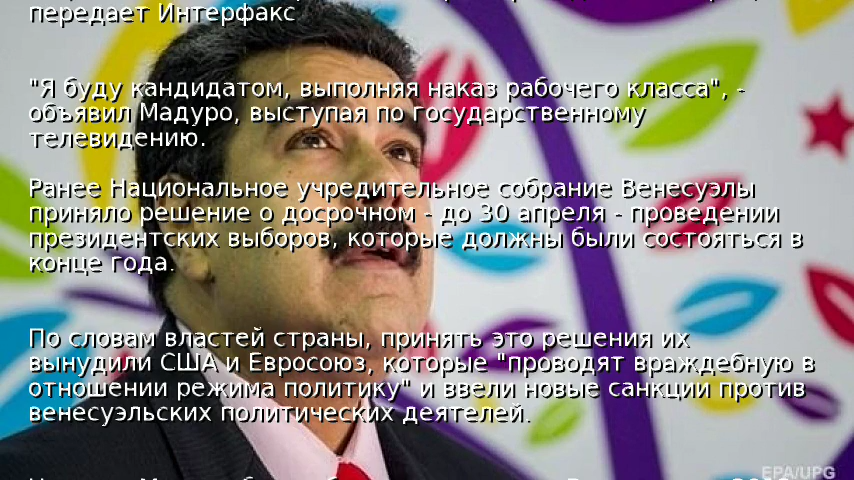 передает Интерфакс
"Я буду кандидатом, выполняя наказ рабочего класса", -
объявил Мадуро, выступая по государственному
телевидению.
Ранее Национальное учредительное собрание Венесуэлы
приняло решение о досрочном - до 30 апреля - проведении
президентских выборов, которые должны были состояться в
конце года.
По словам властей страны, принять это решения их
вынудили США и Евросоюз, которые "проводят враждебную в
отношении режима политику" и ввели новые санкции против
венесуэльских политических деятелей.
EPA/UPG